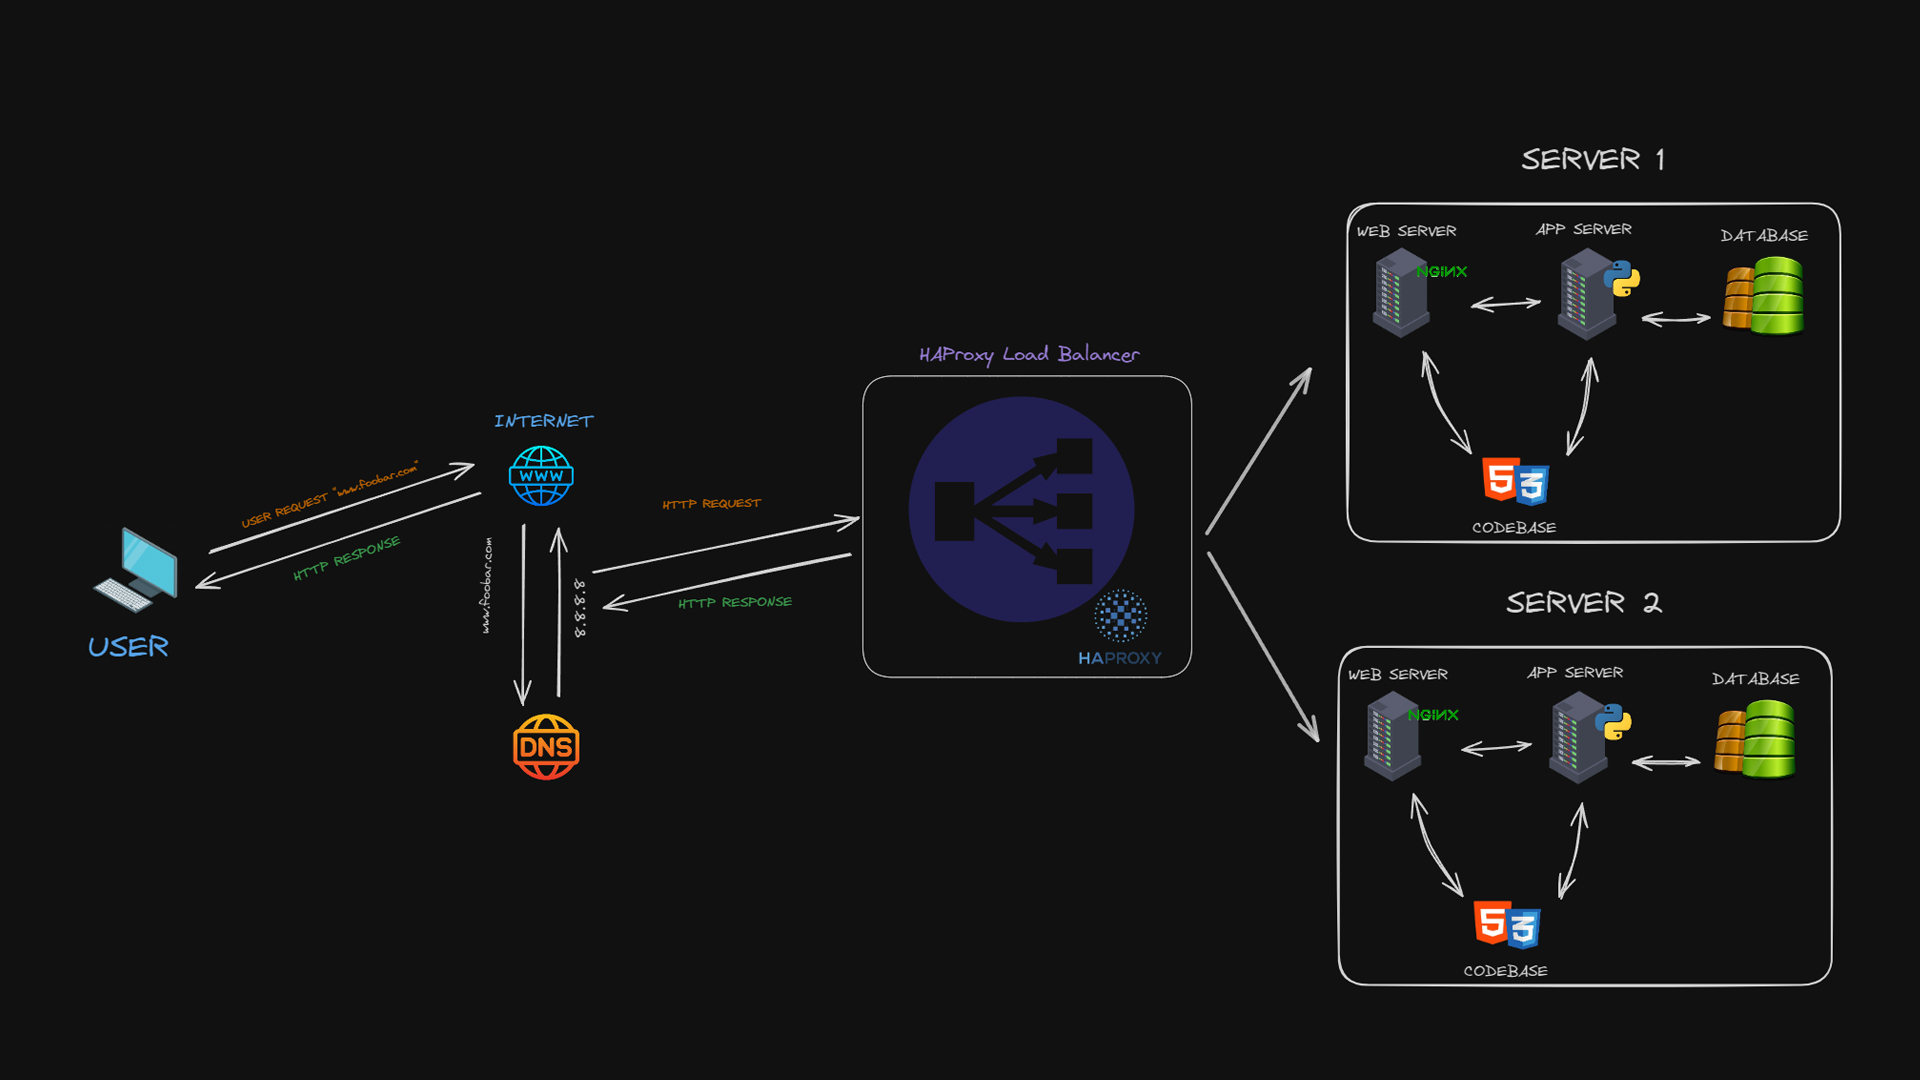 SERVER 1
WEB SERVER
APP SERVER
DATABASE
NGINX
5
3
CODEBASE
HAProxy Load Balancer
HAPROXY
INTERNET
WWW
USER REQUEST "www.foobar.com"
HTTP RESPONSE
USER
www.foobar.com
8.8.8.8
DNS
HTTP REQUEST
HTTP RESPONSE
SERVER 2
WEB SERVER
APP SERVER
DATABASE
NGINX
5
3
CODEBASE